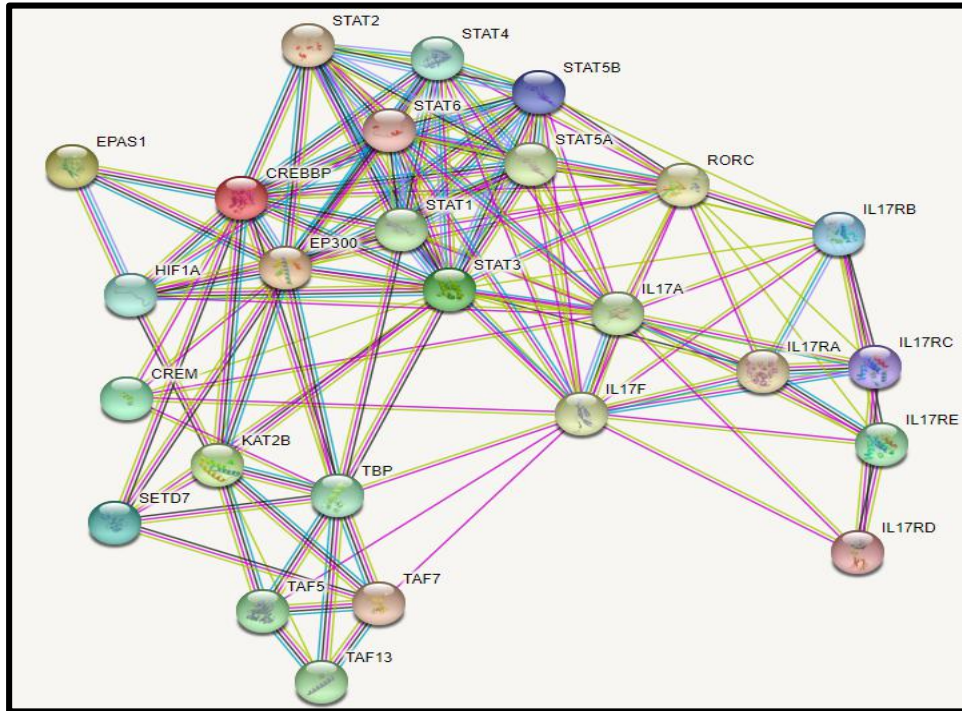 STAT2
STAT4
STAT5B
STAT6
EPAS1
STAT5A
RORC
CREBBP
IL17RB
STAT1
EP300
HIF1A
STAT3
IL17A
IL17RA
IL17RC
CREM
IL17F
IL17RE
KAT2B
TBP
SETD7
IL17RD
TAF5
TAF7
TAF13